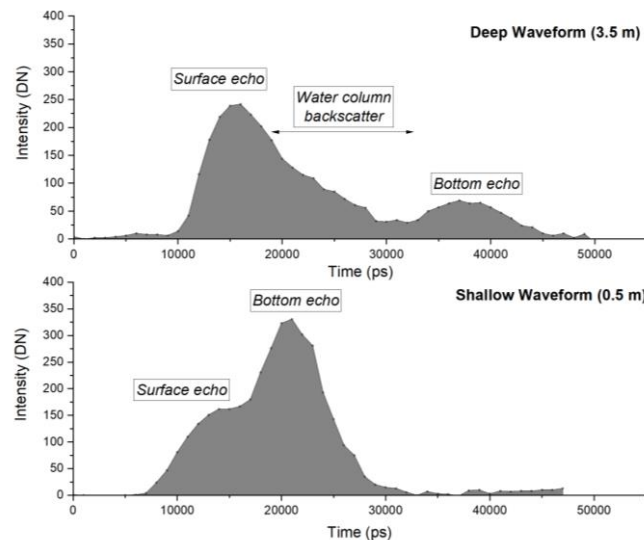 400
Deep Waveform (3.5 m)
350
300
Surface echo
250
Water column
backscatter
200
150
Bottom echo
100
50
0
Intensity (DN)
0 10000 20000 30000 40000 50000
Time (ps)
400
Bottom echo
Shallow Waveform (0.5 m)
350
300
250
Surface echo
200
150
100
50
0
Intensity (DN)
0 10000 20000 30000 40000 50000
Time (ps)